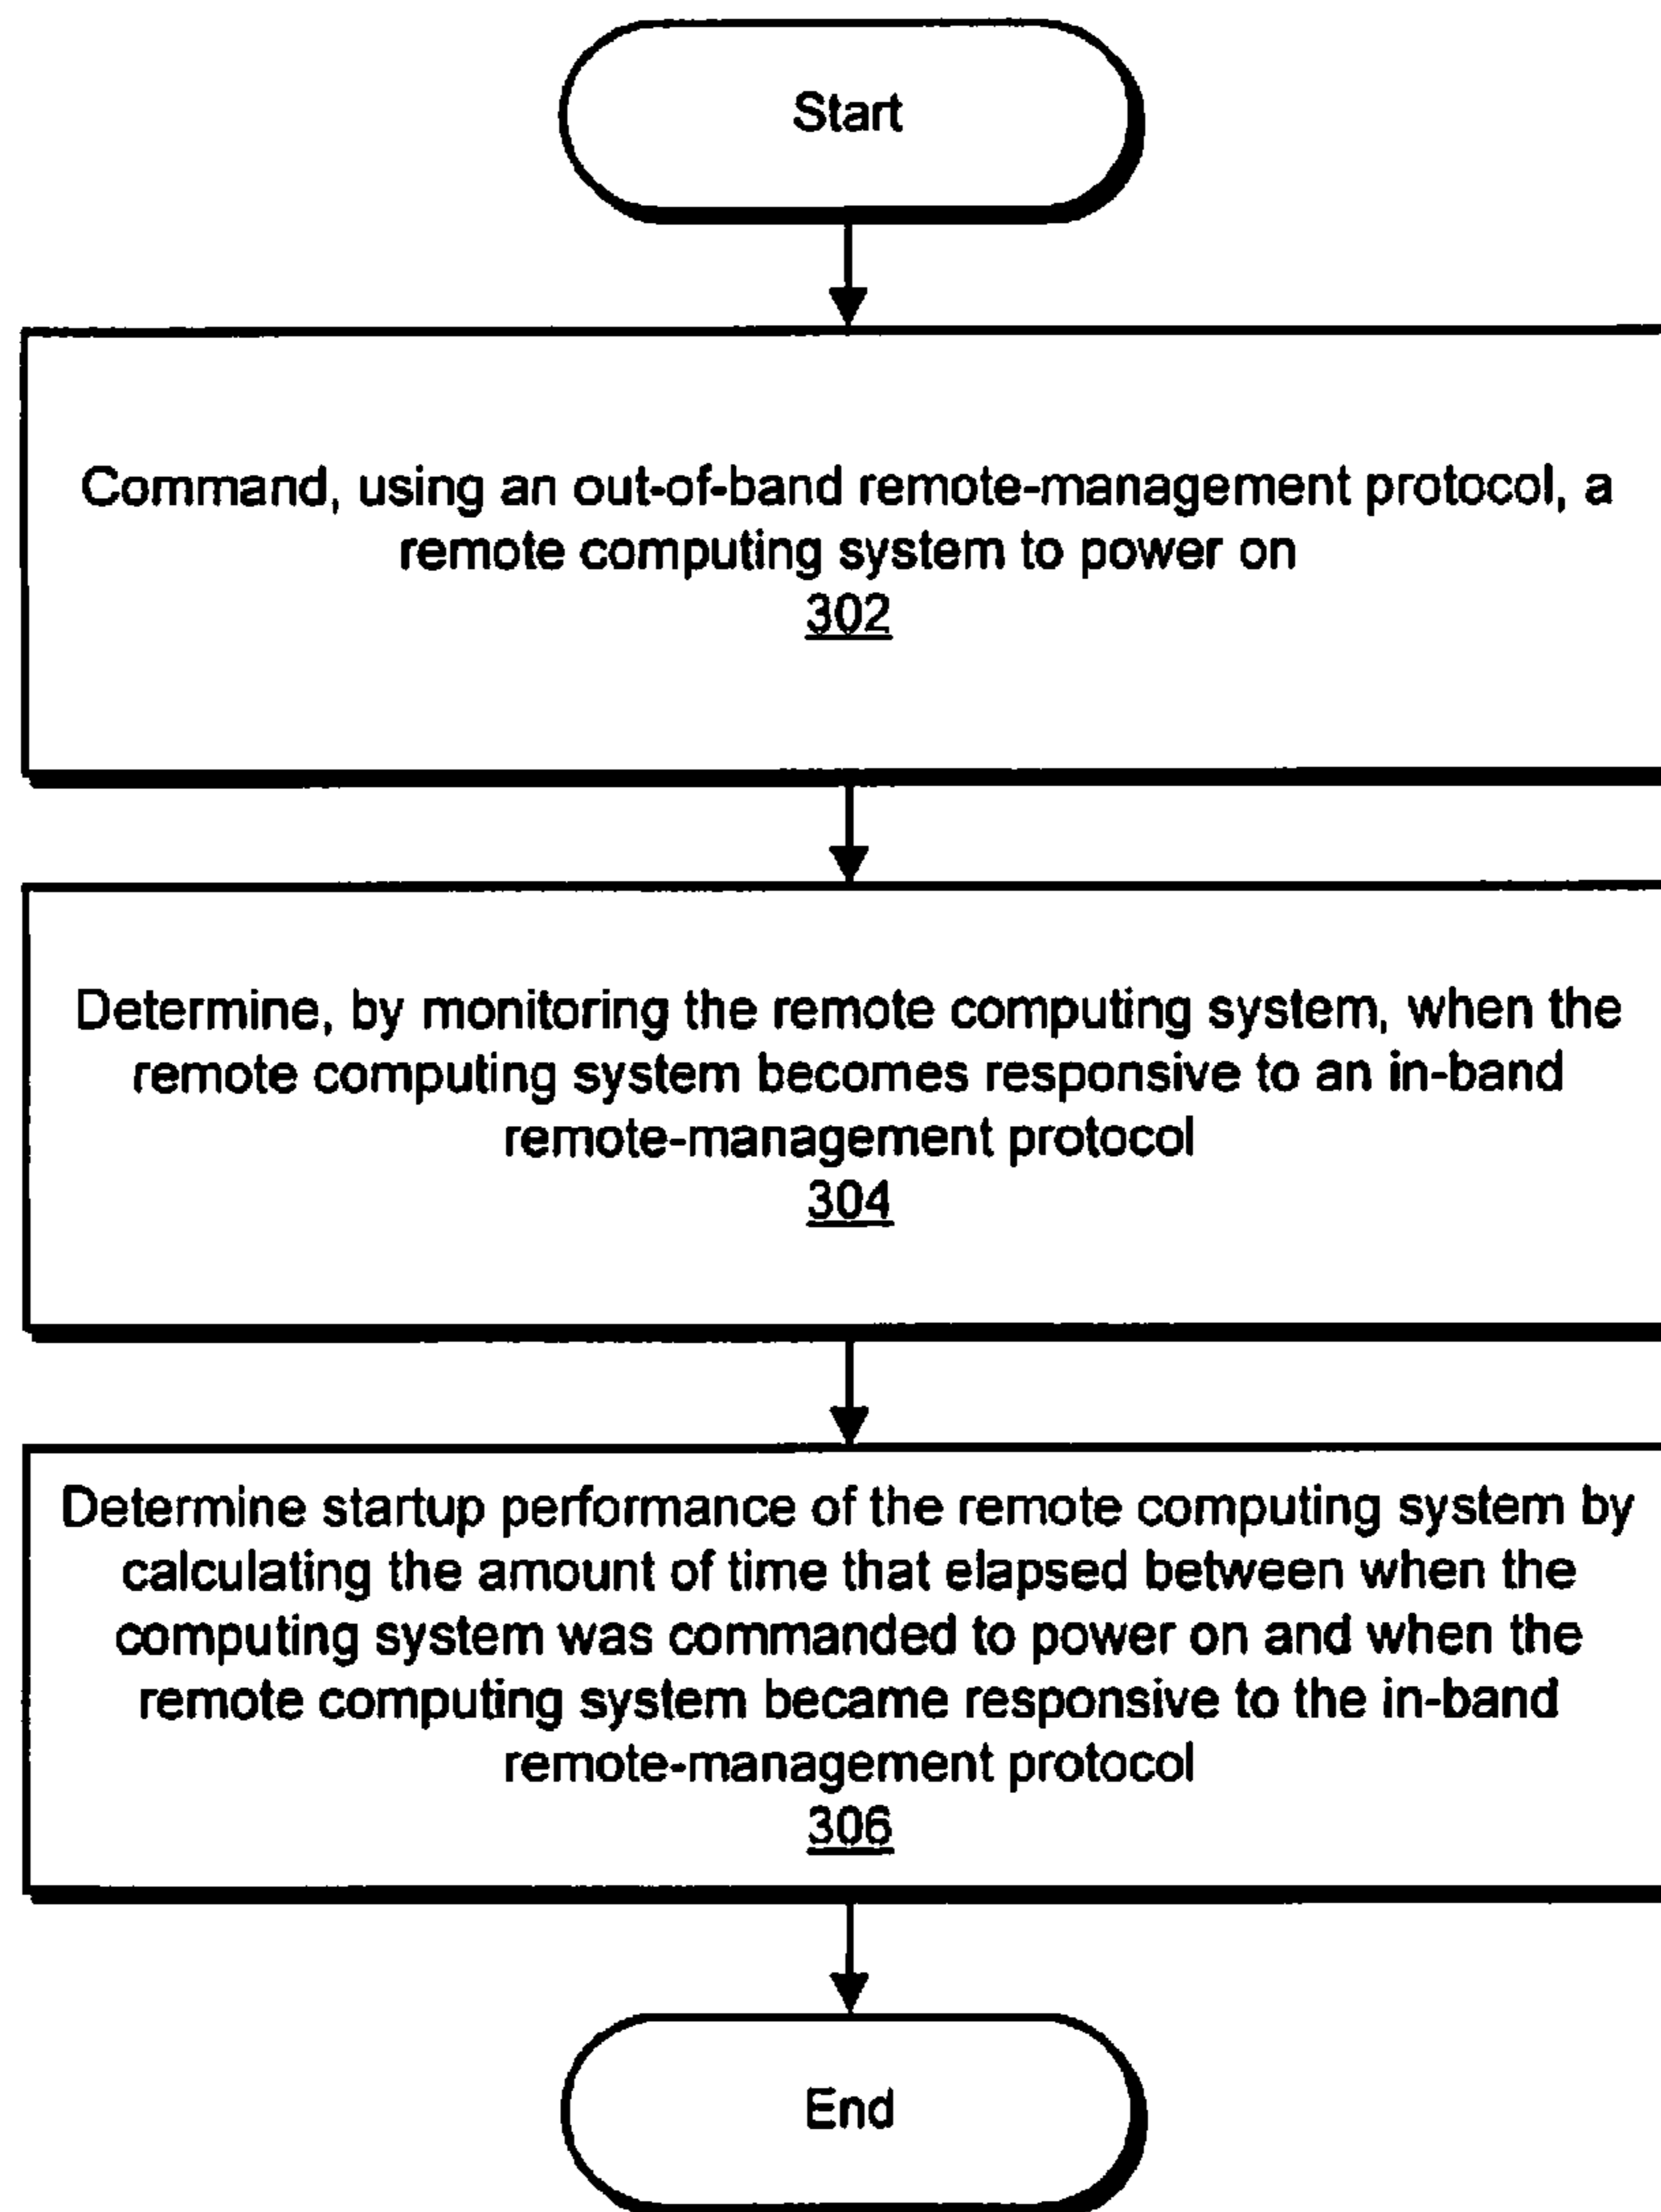 Start
Command, using an out-of-band remote-management protocol, a
remote computing system to power on
302
Determine, by monitoring the remote computing system, when the
remote computing system becomes responsive to an in-band
remote-management protocol
304
Determine startup performance of the remote computing system by
calculating the amount of time that elapsed between when the
computing system was commanded to power on and when the
remote computing system became responsive to the in-band
remote-management protocol
306
End